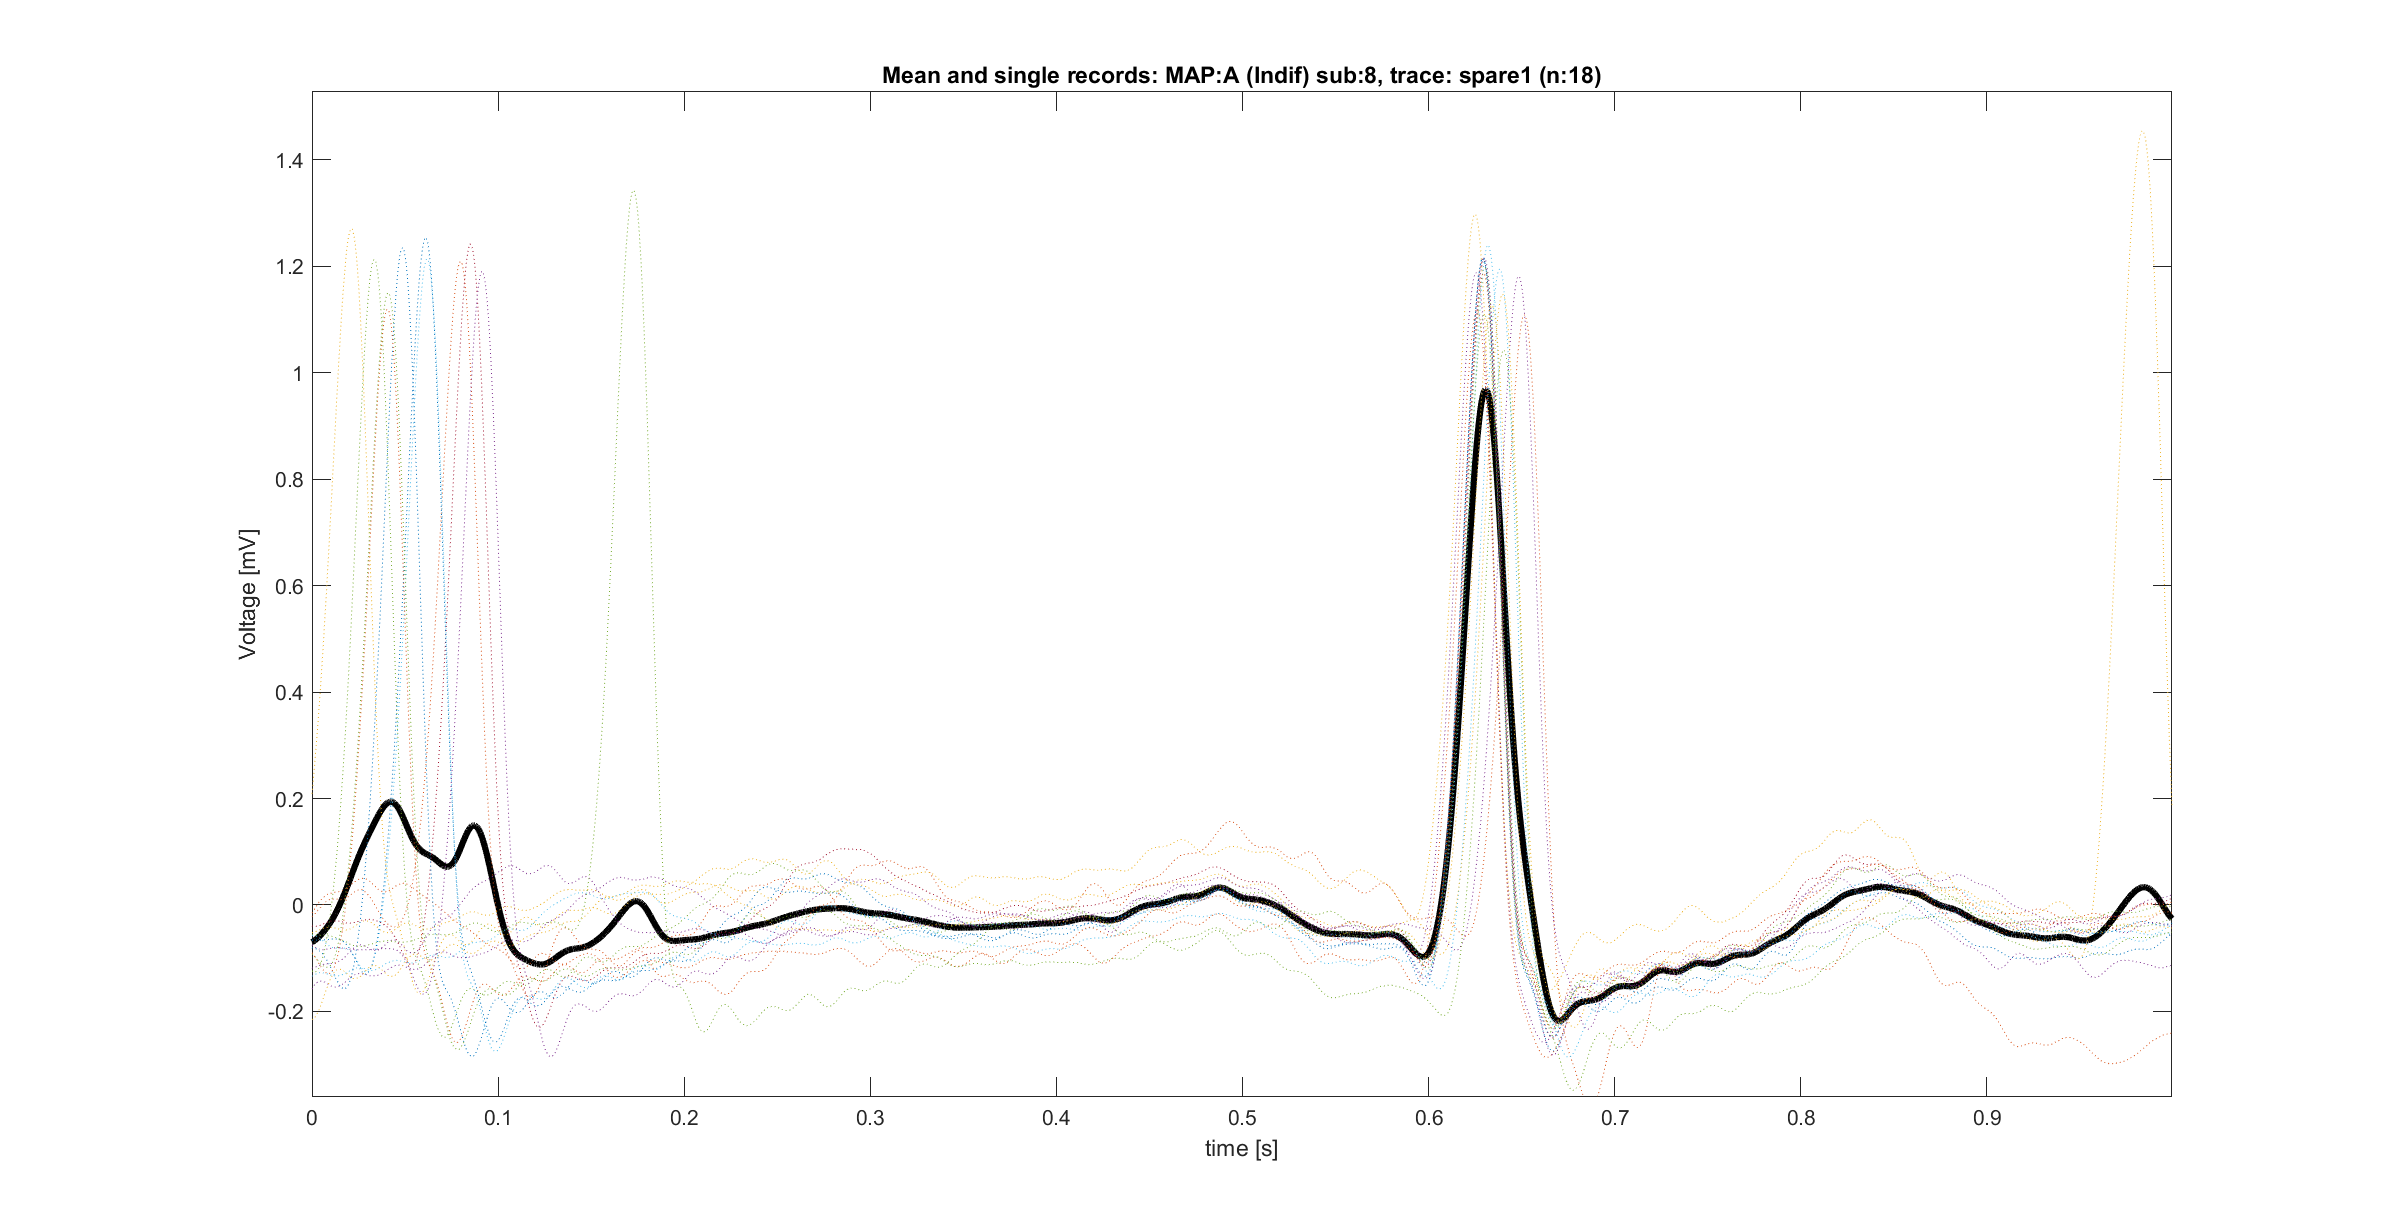 Mean and single records: MAP:A (Indif) sub:8, trace: spare1 (n:18)
1.4
1.2
1
0.8
0.6
0.4
0.2
0
-0.2
Voltage [mV]
0 0.1 0.2 0.3 0.4 0.5 0.6 0.7 0.8 0.9
time [s]